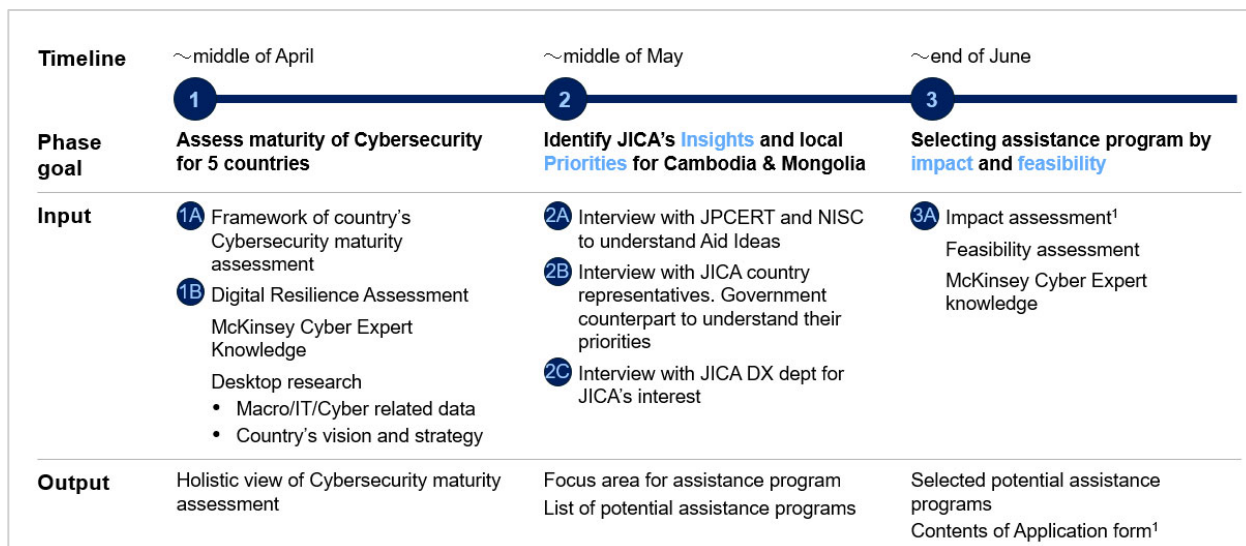 Timeline
～middle of April
～middle of May
～end of June
1
2
3
Phase
goal
Assess maturity of Cybersecurity
for 5 countries
Identify JICA's Insights and local
Priorities for Cambodia & Mongolia
Selecting assistance program by
impact and feasibility
Input
1A Framework of country's
Cybersecurity maturity
assessment
1B Digital Resilience Assessment
McKinsey Cyber Expert
Knowledge
Desktop research
• Macro/IT/Cyber related data
• Country's vision and strategy
2A Interview with JPCERT and NISC
to understand Aid Ideas
2B Interview with JICA country
representatives. Government
counterpart to understand their
priorities
2C Interview with JICA DX dept for
JICA's interest
3A Impact assessment¹
Feasibility assessment
McKinsey Cyber Expert
knowledge
Output
Holistic view of Cybersecurity maturity
assessment
Focus area for assistance program
List of potential assistance programs
Selected potential assistance
programs
Contents of Application form¹